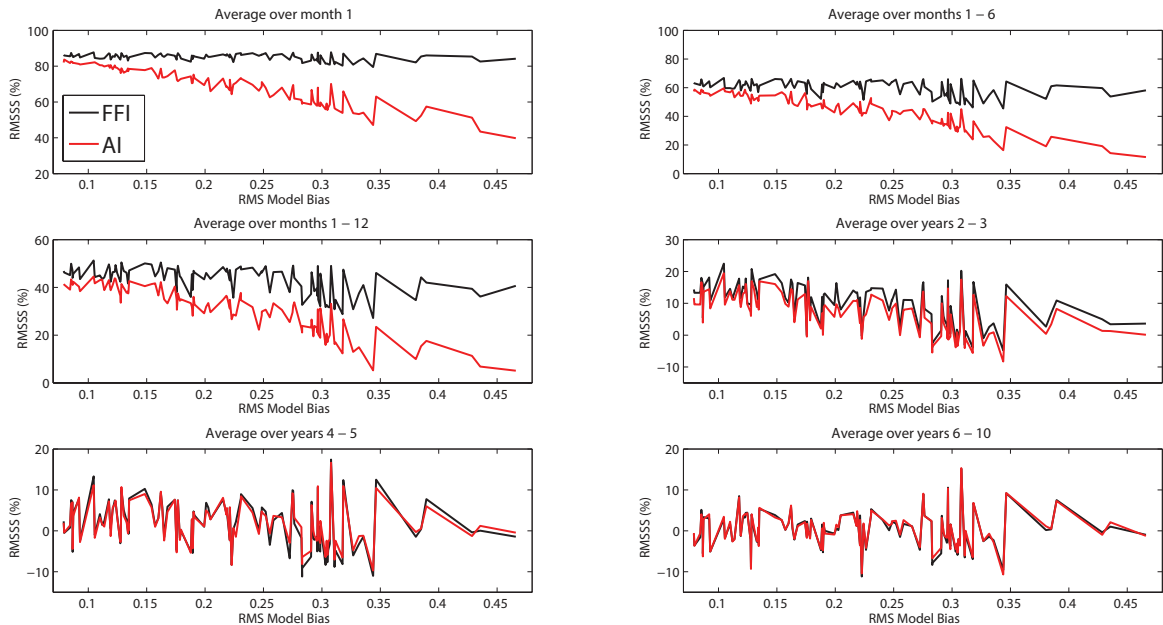 Average over month 1
RMSSS (%)
100
80
60
40
20
FFI
AI
0.1 0.15 0.2 0.25 0.3 0.35 0.4 0.45
RMS Model Bias
Average over months 1 – 6
RMSSS (%)
100
80
60
40
20
0
0.1 0.15 0.2 0.25 0.3 0.35 0.4 0.45
RMS Model Bias
Average over months 1 – 12
RMSSS (%)
60
40
20
0
0.1 0.15 0.2 0.25 0.3 0.35 0.4 0.45
RMS Model Bias
Average over years 2 – 3
RMSSS (%)
30
20
10
0
−10
0.1 0.15 0.2 0.25 0.3 0.35 0.4 0.45
RMS Model Bias
Average over years 4 – 5
RMSSS (%)
20
10
0
−10
0.1 0.15 0.2 0.25 0.3 0.35 0.4 0.45
RMS Model Bias
Average over years 6 – 10
RMSSS (%)
20
10
0
−10
0.1 0.15 0.2 0.25 0.3 0.35 0.4 0.45
RMS Model Bias